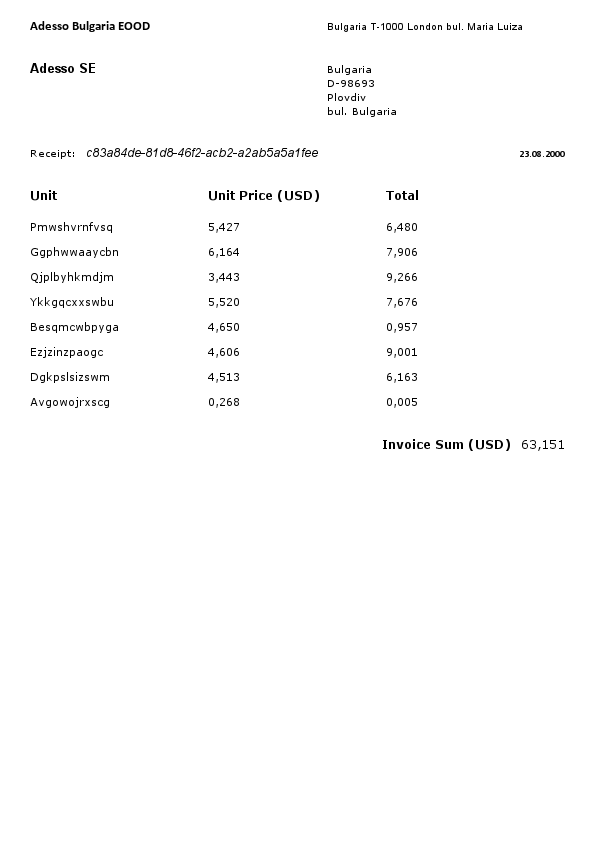 Adesso Bulgaria EOOD Bulgaria T-1000 London bul. Maria Luiza
Adesso SE Bulgaria
D-98693
Plovdiv
bul. Bulgaria
Receipt: c83a84de-81d8-46f2-acb2-a2ab5a5a1fee 23.08.2000
Unit Unit Price (USD) Total
Pmwshvrnfvsq 5,427 6,480
Ggphwwaaycbn 6,164 7,906
Qjplbyhkmdjm 3,443 9,266
Ykkgqcxxswbu 5,520 7,676
Besqmcwbpyga 4,650 0,957
Ezjzinzpaogc 4,606 9,001
Dgkpslsizswm 4,513 6,163
Avgowojrxscg 0,268 0,005
Invoice Sum (USD) 63,151